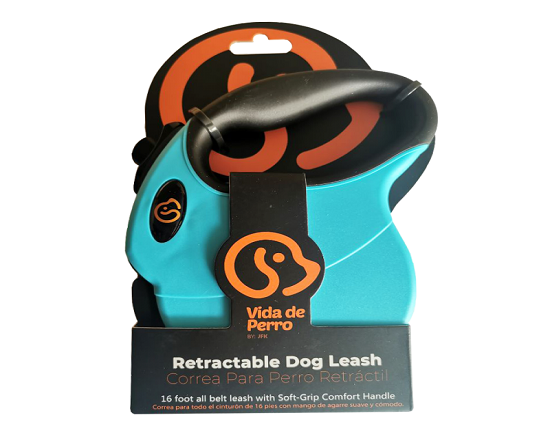 Vida de
Perro
BY: JFK
Retractable Dog Leash
Correa Para Perro Retráctil
16 foot all belt leash with Soft-Grip Comfort Handle
Correa para todo el cinturón de 16 pies con mango de agarre suave y cómodo.